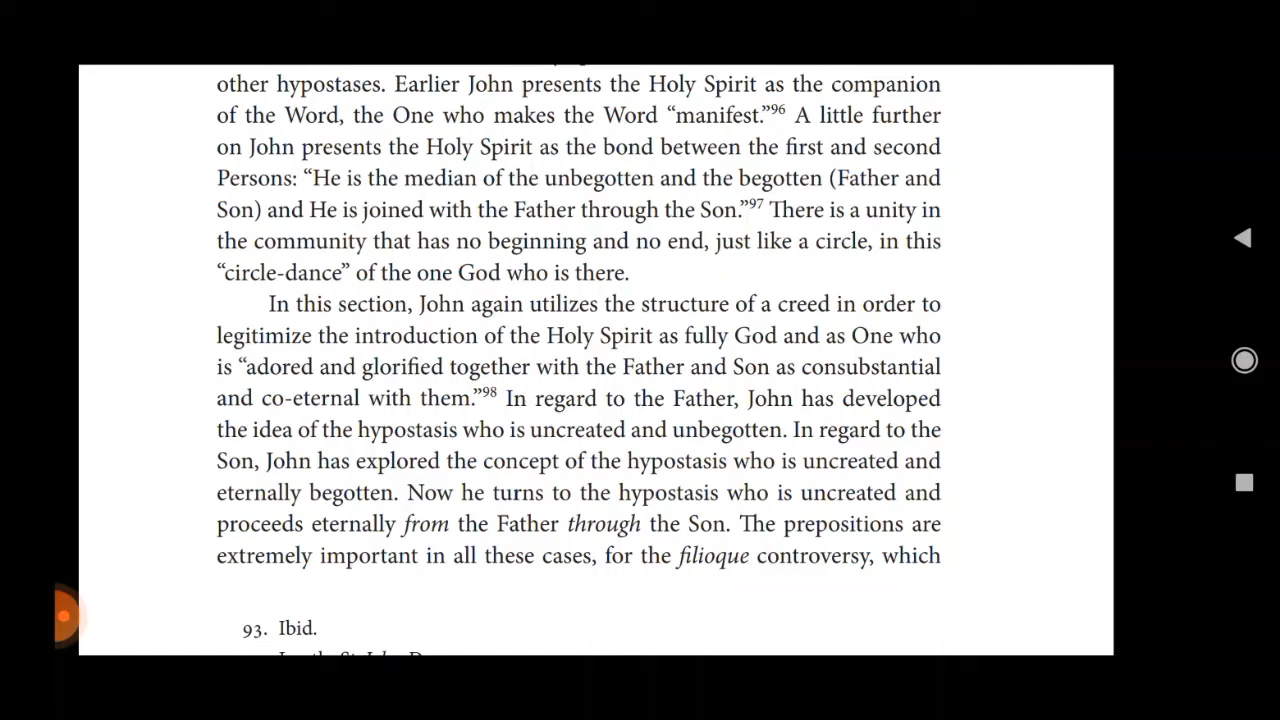 other hypostases. Earlier John presents the Holy Spirit as the companion
of the Word, the One who makes the Word “manifest.”96 A little further
on John presents the Holy Spirit as the bond between the first and second
Persons: “He is the median of the unbegotten and the begotten (Father and
Son) and He is joined with the Father through the Son.”97 There is a unity in
the community that has no beginning and no end, just like a circle, in this
“circle-dance” of the one God who is there.
In this section, John again utilizes the structure of a creed in order to
legitimize the introduction of the Holy Spirit as fully God and as One who
is “adored and glorified together with the Father and Son as consubstantial
and co-eternal with them.”98 In regard to the Father, John has developed
the idea of the hypostasis who is uncreated and unbegotten. In regard to the
Son, John has explored the concept of the hypostasis who is uncreated and
eternally begotten. Now he turns to the hypostasis who is uncreated and
proceeds eternally from the Father through the Son. The prepositions are
extremely important in all these cases, for the filioque controversy, which
93. Ibid.